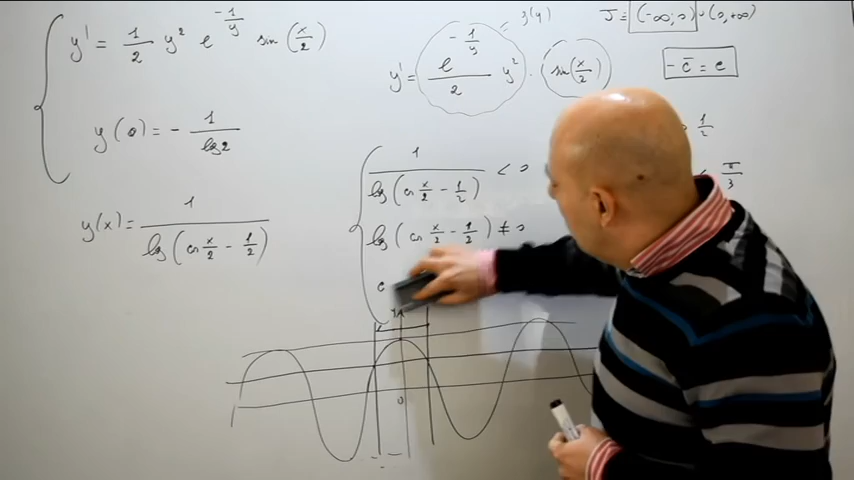 y' = 1/2 y² e^(-1/y) sin(x/2)
y(0) = - 1/log2
y(x) = 1/log(cos x/2 - 1/2)
= g(y)
y' = e^(-1/y)/2 y² · sin(x/2)
J = (-∞; 0) ∪ (0, +∞)
- c̄ = c
1/2
π/3
1/log(cos x/2 - 1/2) < 0
log(cos x/2 - 1/2) ≠ 0
c
0